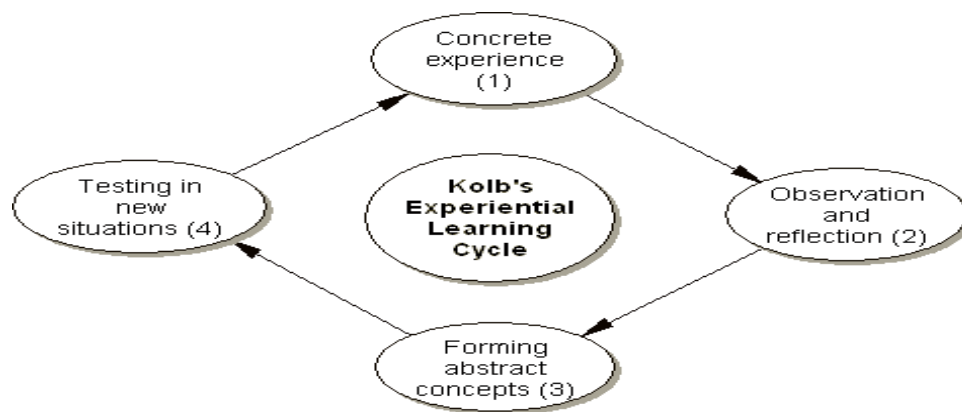 Concrete
experience
(1)
Testing in
new
situations (4)
Kolb's
Experiential
Learning
Cycle
Observation
and
reflection (2)
Forming
abstract
concepts (3)